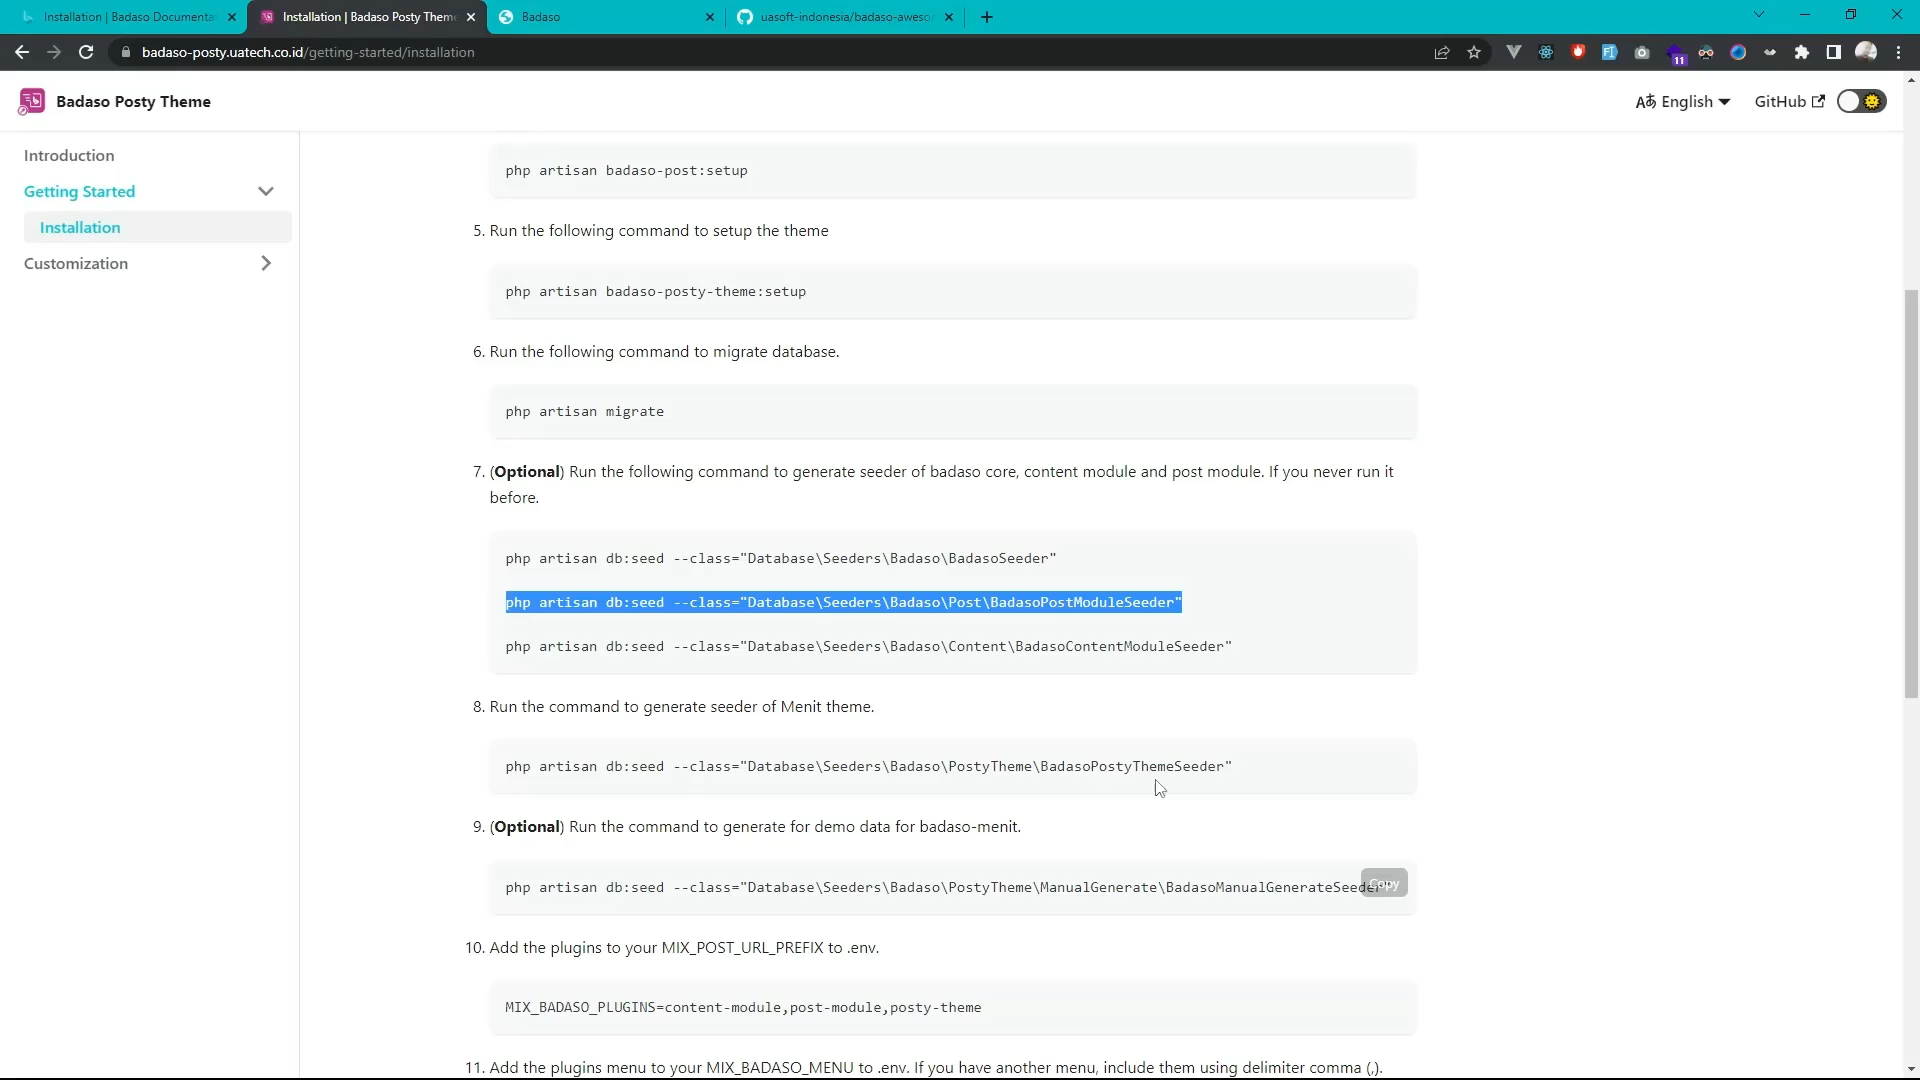 Installation | Badaso Documenta
Installation | Badaso Posty Theme
Badaso
uasoft-indonesia/badaso-aweso
badaso-posty.uatech.co.id/getting-started/installation
11
Badaso Posty Theme
English
GitHub
Introduction
Getting Started
Installation
Customization
php artisan badaso-post:setup
5. Run the following command to setup the theme
php artisan badaso-posty-theme:setup
6. Run the following command to migrate database.
php artisan migrate
7. (Optional) Run the following command to generate seeder of badaso core, content module and post module. If you never run it
before.
php artisan db:seed --class="Database\Seeders\Badaso\BadasoSeeder"
php artisan db:seed --class="Database\Seeders\Badaso\Post\BadasoPostModuleSeeder"
php artisan db:seed --class="Database\Seeders\Badaso\Content\BadasoContentModuleSeeder"
8. Run the command to generate seeder of Menit theme.
php artisan db:seed --class="Database\Seeders\Badaso\PostyTheme\BadasoPostyThemeSeeder"
9. (Optional) Run the command to generate for demo data for badaso-menit.
php artisan db:seed --class="Database\Seeders\Badaso\PostyTheme\ManualGenerate\BadasoManualGenerateSeeder"
Copy
10. Add the plugins to your MIX_POST_URL_PREFIX to .env.
MIX_BADASO_PLUGINS=content-module,post-module,posty-theme
11. Add the plugins menu to your MIX_BADASO_MENU to .env. If you have another menu, include them using delimiter comma (,).